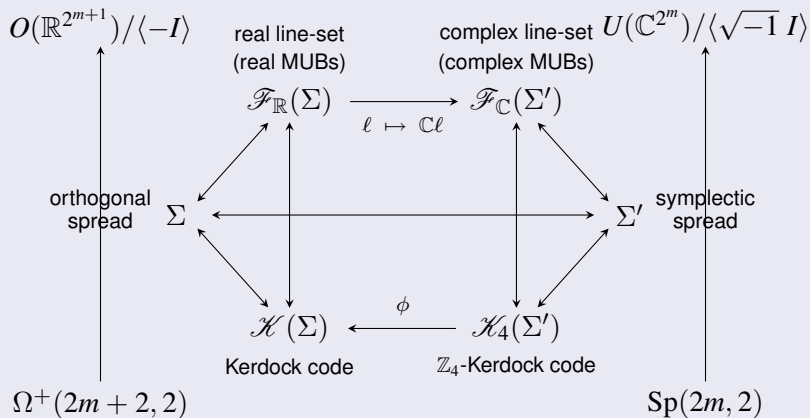 O(ℝ^{2^{m+1}})/⟨−I⟩
real line-set
(real MUBs)
complex line-set
(complex MUBs)
U(ℂ^{2^m})/⟨√−1 I⟩
ℱ_ℝ(Σ)
ℓ ↦ ℂℓ
ℱ_ℂ(Σ′)
orthogonal
spread
Σ
Σ′
symplectic
spread
𝒦(Σ)
ϕ
𝒦_4(Σ′)
Kerdock code
ℤ_4-Kerdock code
Ω^+(2m + 2, 2)
Sp(2m, 2)